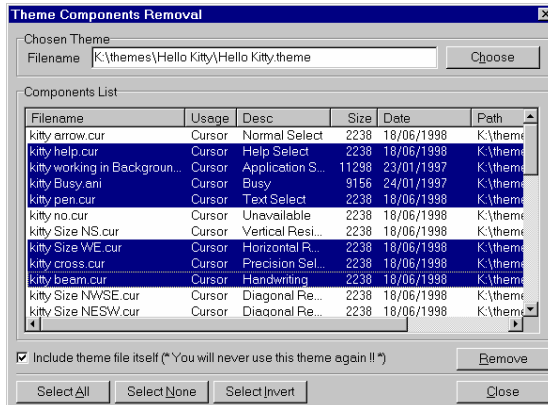 Theme Components Removal
Chosen Theme
Filename K:\themes\Hello Kitty\Hello Kitty.theme Choose
Components List
Filename Usage Desc Size Date Path
kitty arrow.cur Cursor Normal Select 2238 18/06/1998 K:\theme
kitty help.cur Cursor Help Select 2238 18/06/1998 K:\theme
kitty working in Backgroun... Cursor Application S... 11298 23/01/1997 K:\theme
kitty Busy.ani Cursor Busy 9156 24/01/1997 K:\theme
kitty pen.cur Cursor Text Select 2238 18/06/1998 K:\theme
kitty no.cur Cursor Unavailable 2238 18/06/1998 K:\theme
kitty Size NS.cur Cursor Vertical Resi... 2238 18/06/1998 K:\theme
kitty Size WE.cur Cursor Horizontal R... 2238 18/06/1998 K:\theme
kitty cross.cur Cursor Precision Sel... 2238 18/06/1998 K:\theme
kitty beam.cur Cursor Handwriting 2238 18/06/1998 K:\theme
kitty Size NWSE.cur Cursor Diagonal Re... 2238 18/06/1998 K:\theme
kitty Size NESW.cur Cursor Diagonal Re... 2238 18/06/1998 K:\theme
Include theme file itself (* You will never use this theme again !! *) Remove
Select All Select None Select Invert Close